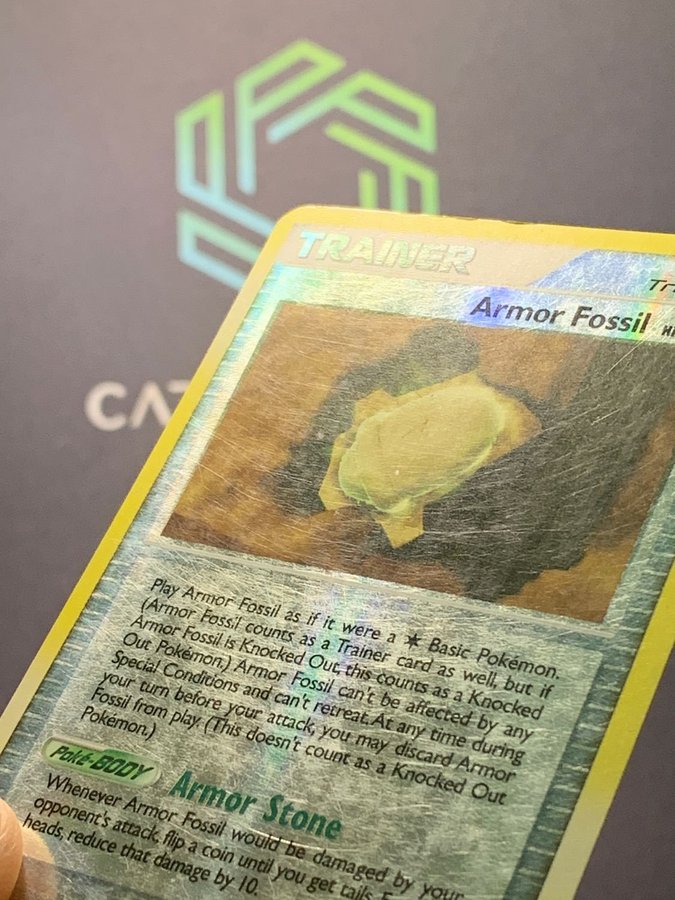 CA
TRAINER
Tr
Armor Fossil
Play Armor Fossil as if it were a Basic Pokémon.
(Armor Fossil counts as a Trainer card as well, but if
Armor Fossil is Knocked Out, this counts as a Knocked
Out Pokémon.) Armor Fossil can't be affected by any
Special Conditions and can't retreat. At any time during
your turn before your attack, you may discard Armor
Fossil from play. (This doesn't count as a Knocked Out
Pokémon.)
Poké-BODY Armor Stone
Whenever Armor Fossil would be damaged by your
opponent's attack, flip a coin until you get tails. F
heads, reduce that damage by 10.